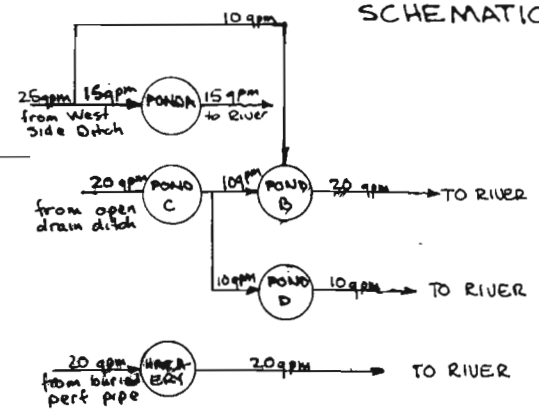 SCHEMATIC
10 gpm
25gpm 15gpm POND A 15 gpm
from West
Side Ditch
to River
20 gpm POND
C
10gpm POND
B
20 gpm TO RIVER
from open
drain ditch
10gpm POND
D
10gpm TO RIVER
20 gpm
from buried
perf pipe
20gpm TO RIVER